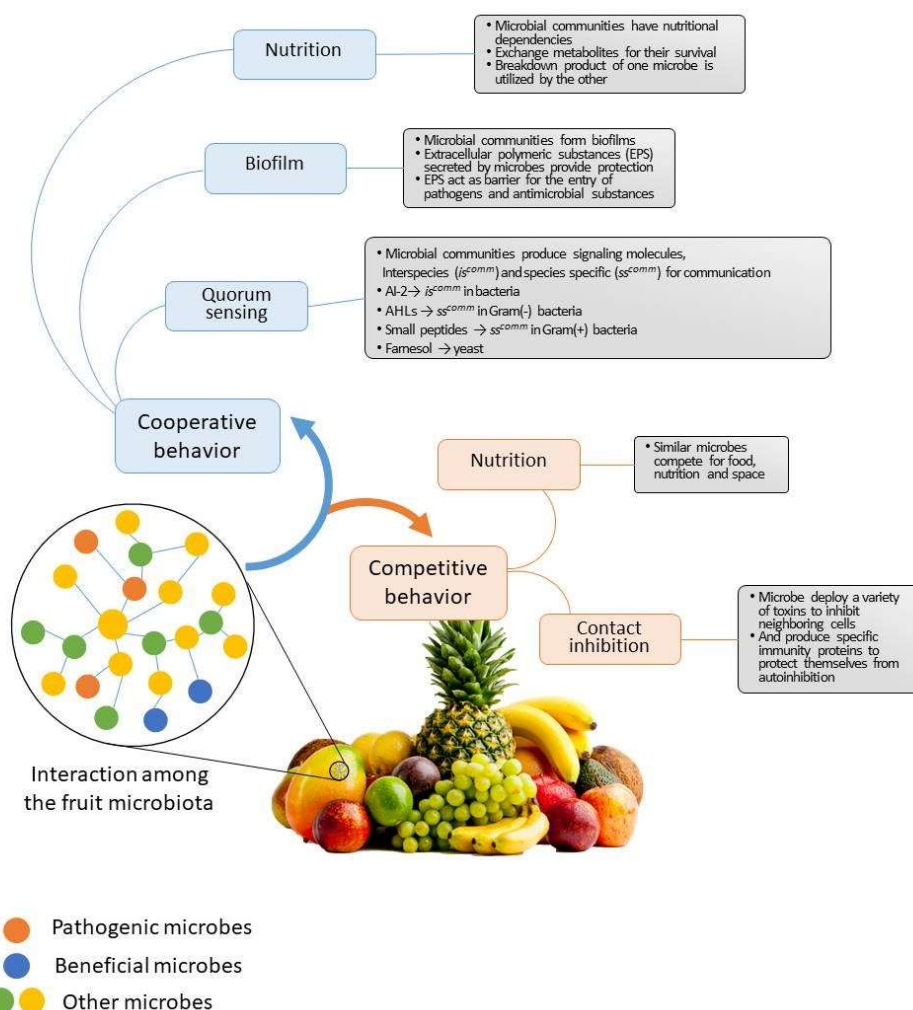 Nutrition
• Microbial communities have nutritional
dependencies
• Exchange metabolites for their survival
• Breakdown product of one microbe is
utilized by the other
Biofilm
• Microbial communities form biofilms
• Extracellular polymeric substances (EPS)
secreted by microbes provide protection
• EPS act as barrier for the entry of
pathogens and antimicrobial substances
Quorum
sensing
• Microbial communities produce signaling molecules,
Interspecies (is^comm) and species specific (ss^comm) for communication
• AI-2→ is^comm in bacteria
• AHLs → ss^comm in Gram(-) bacteria
• Small peptides → ss^comm in Gram(+) bacteria
• Farnesol → yeast
Cooperative
behavior
Nutrition
• Similar microbes
compete for food,
nutrition and space
Competitive
behavior
Contact
inhibition
• Microbe deploy a variety
of toxins to inhibit
neighboring cells
• And produce specific
immunity proteins to
protect themselves from
autoinhibition
Interaction among
the fruit microbiota
Pathogenic microbes
Beneficial microbes
Other microbes